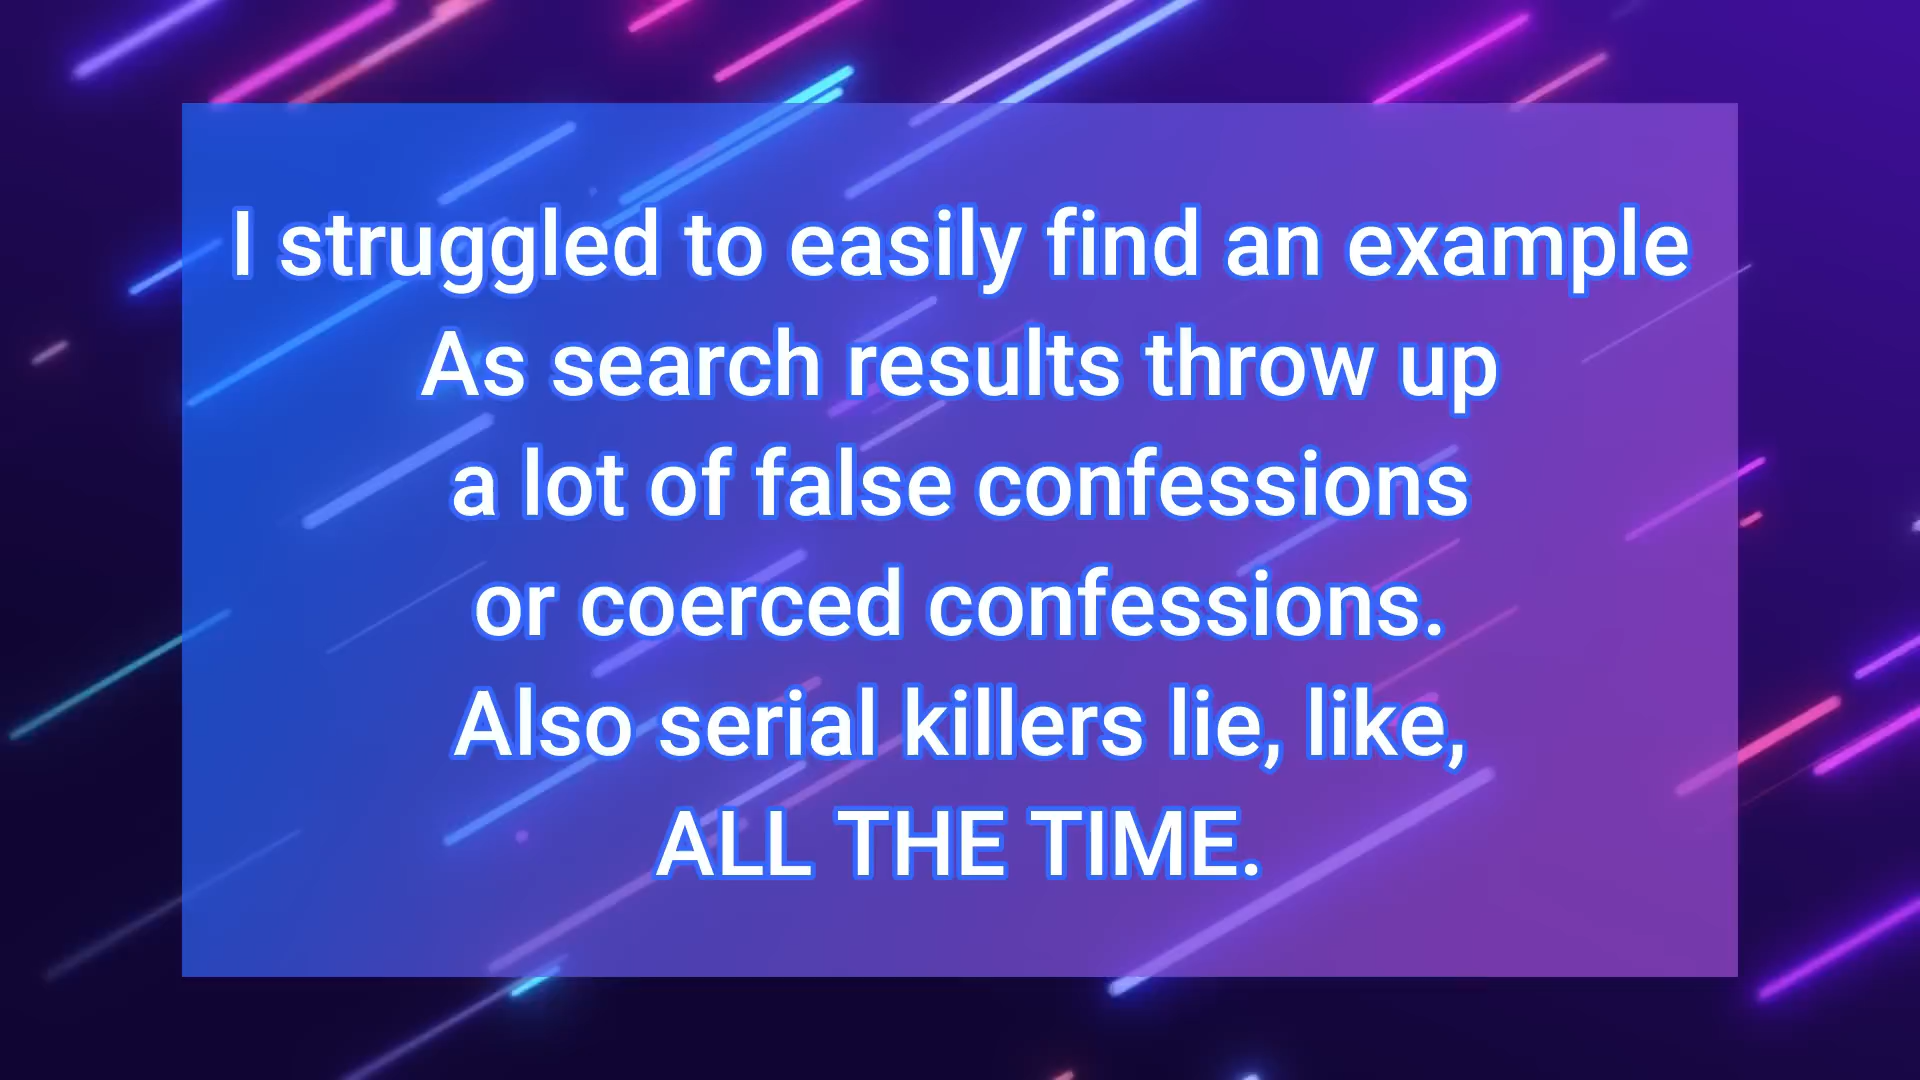 I struggled to easily find an example
As search results throw up
a lot of false confessions
or coerced confessions.
Also serial killers lie, like,
ALL THE TIME.